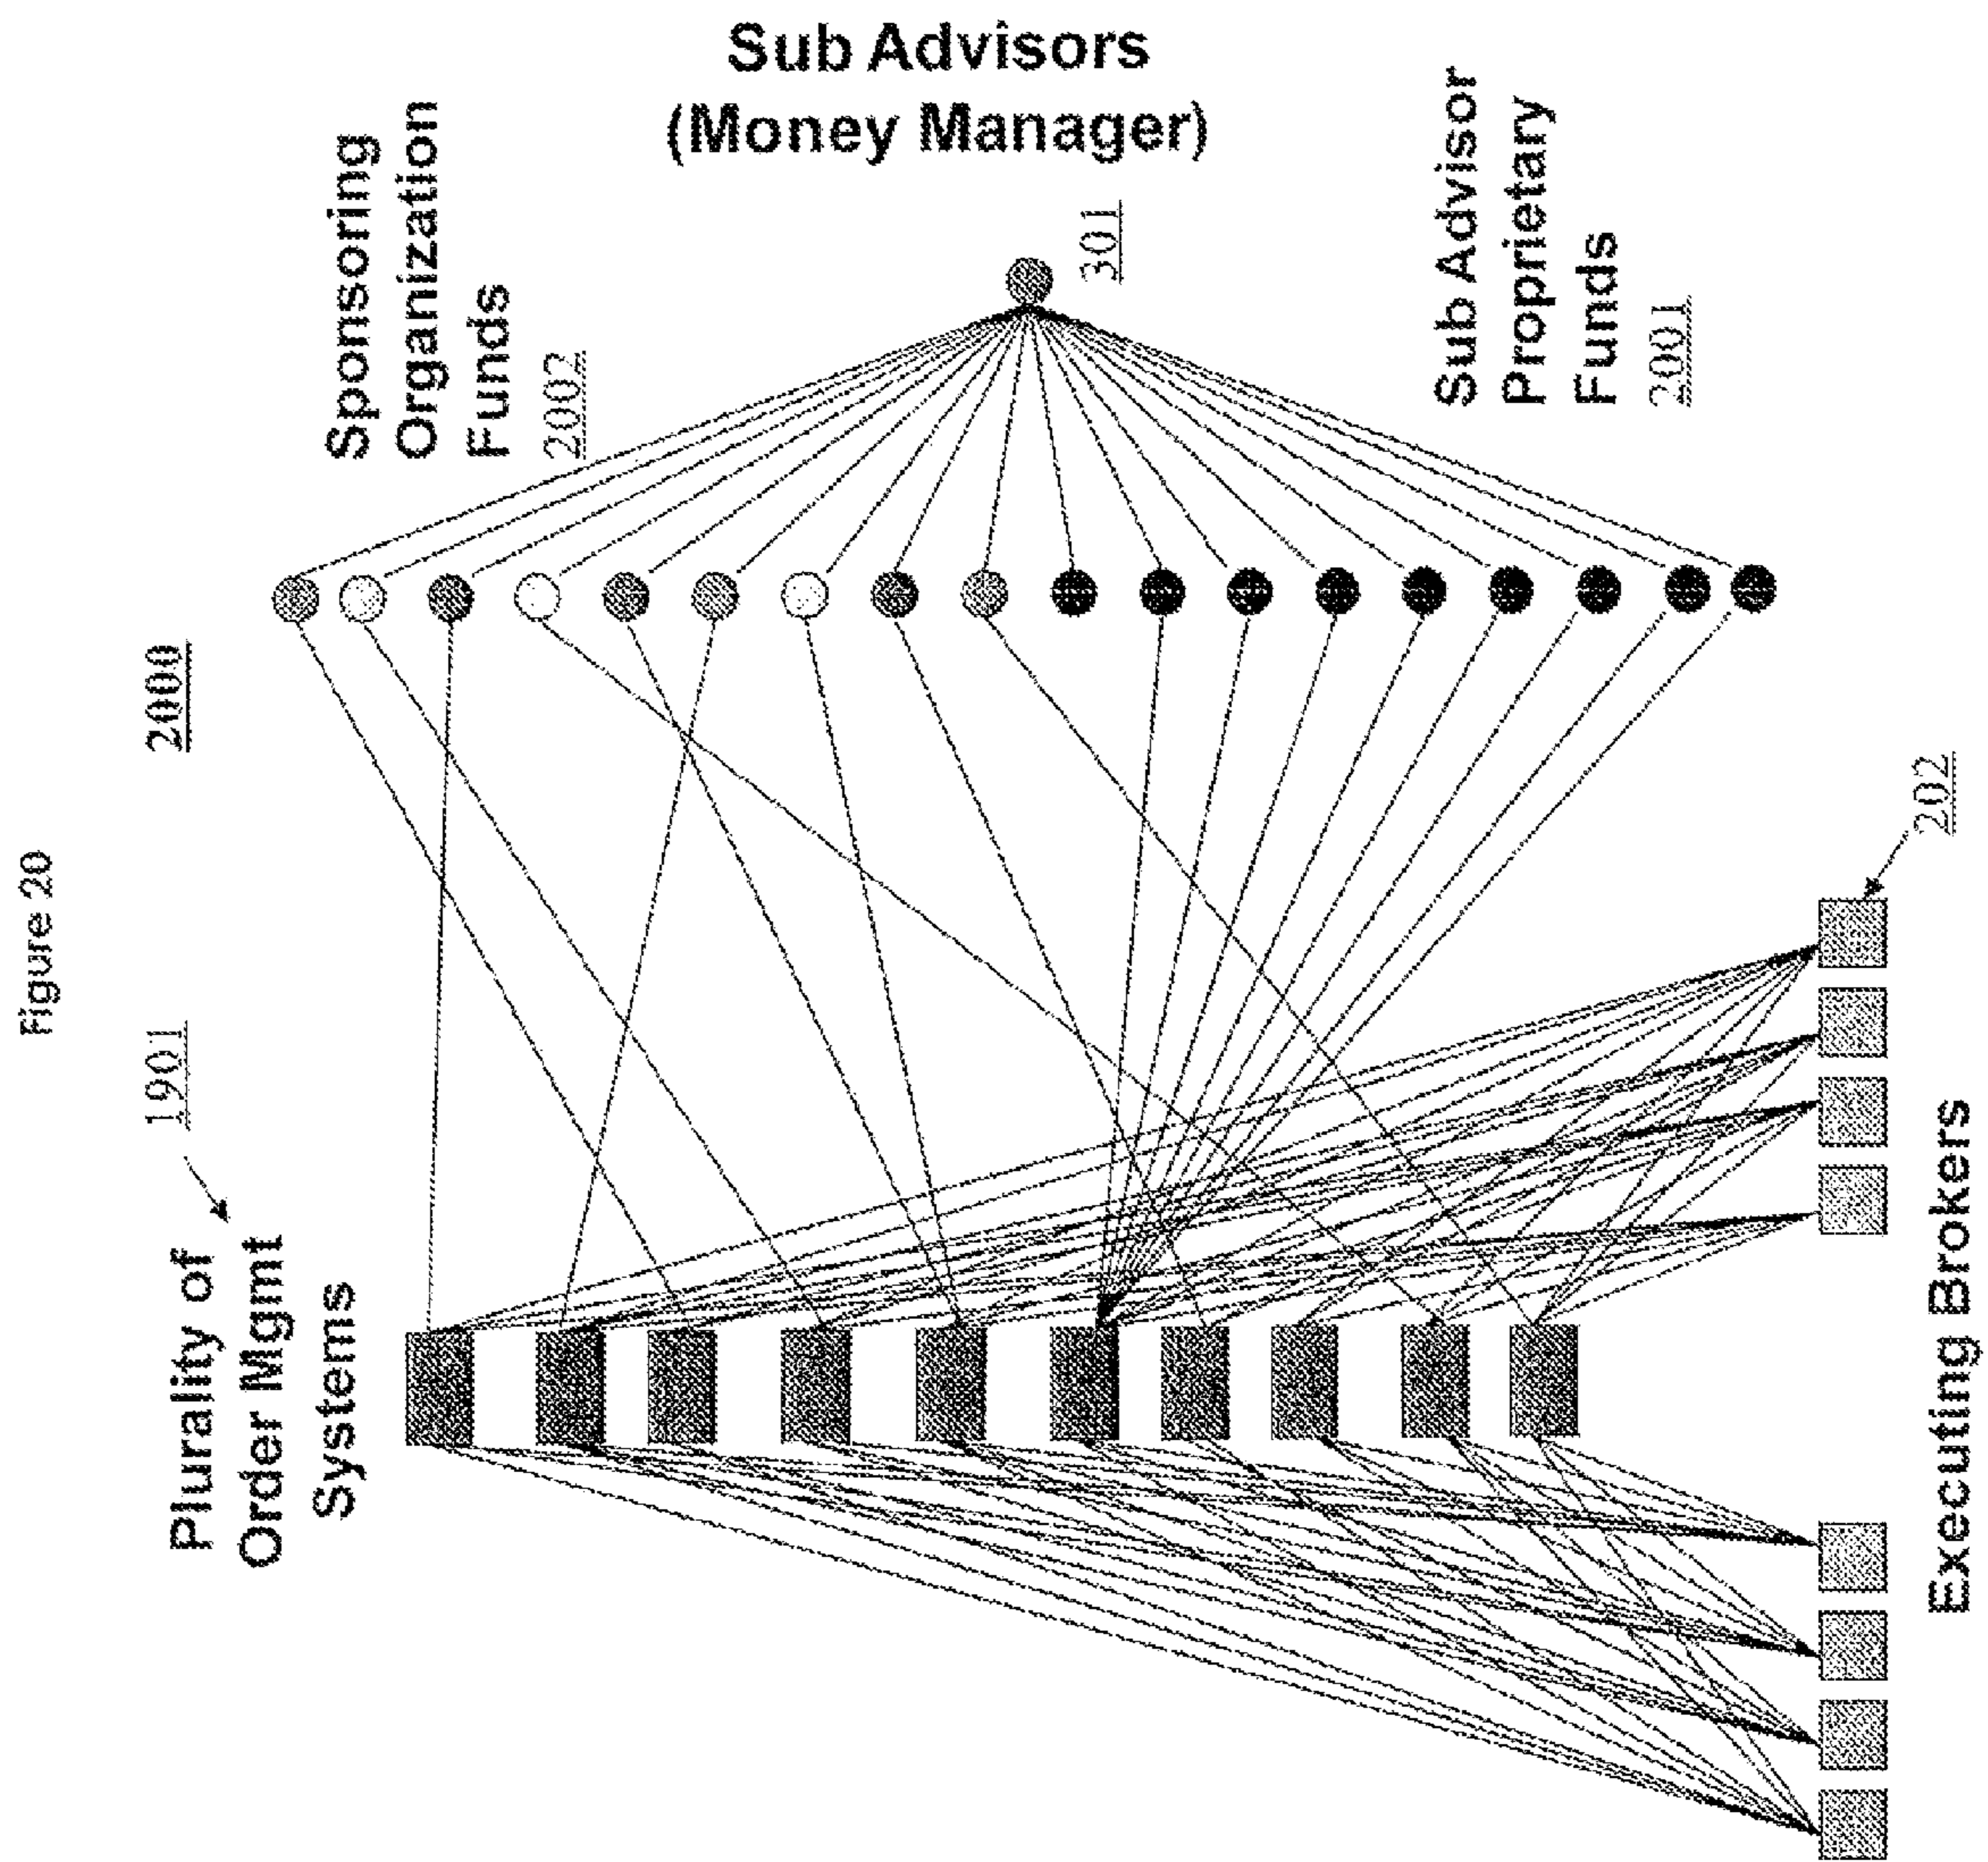 Figure 20
2000
1901
Plurality of
Order Mgmt
Systems
Sponsoring
Organization
Funds
2002
Sub Advisors
(Money Manager)
301
Sub Advisor
Proprietary
Funds
2001
202
Executing Brokers